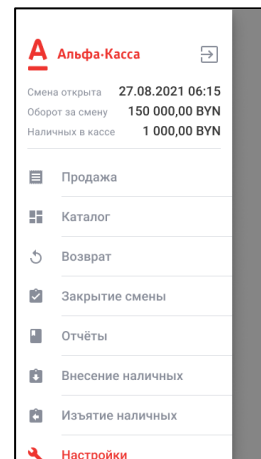 Альфа-Касса
Смена открыта 27.08.2021 06:15
Оборот за смену 150 000,00 BYN
Наличных в кассе 1 000,00 BYN
Продажа
Каталог
Возврат
Закрытие смены
Отчёты
Внесение наличных
Изъятие наличных
Настройки